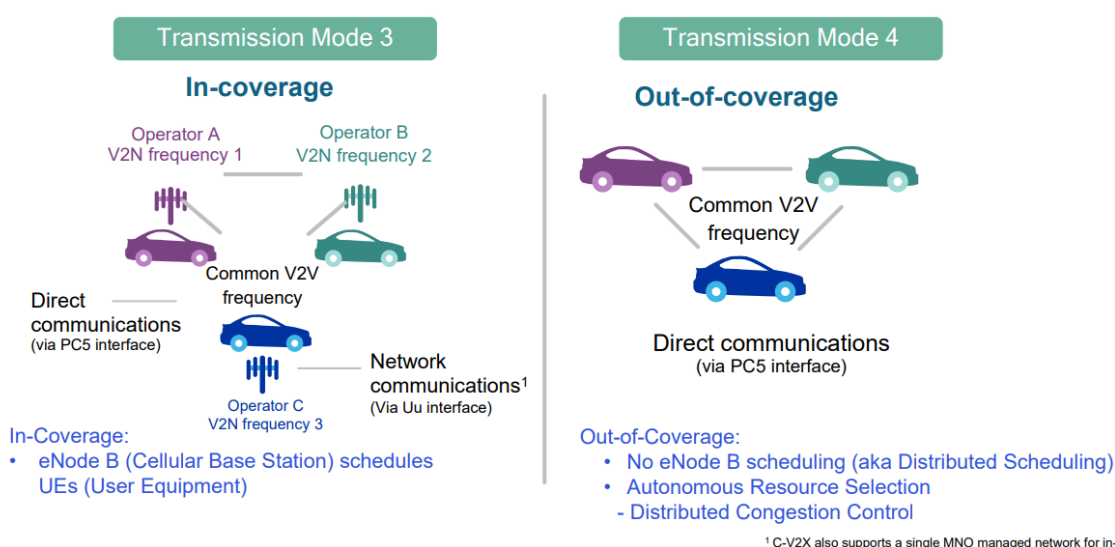 Transmission Mode 3
In-coverage
Operator A
V2N frequency 1
Operator B
V2N frequency 2
Common V2V
frequency
Direct
communications
(via PC5 interface)
Network
communications¹
(Via Uu interface)
Operator C
V2N frequency 3
In-Coverage:
• eNode B (Cellular Base Station) schedules
UEs (User Equipment)
Transmission Mode 4
Out-of-coverage
Common V2V
frequency
Direct communications
(via PC5 interface)
Out-of-Coverage:
• No eNode B scheduling (aka Distributed Scheduling)
• Autonomous Resource Selection
- Distributed Congestion Control
¹ C-V2X also supports a single MNO managed network for in-